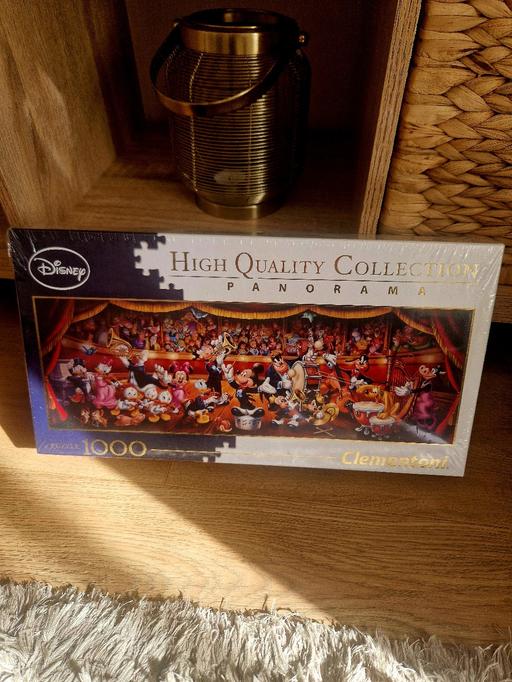 Disney
HIGH QUALITY COLLECTION
PANORAMA
1000
Clementoni